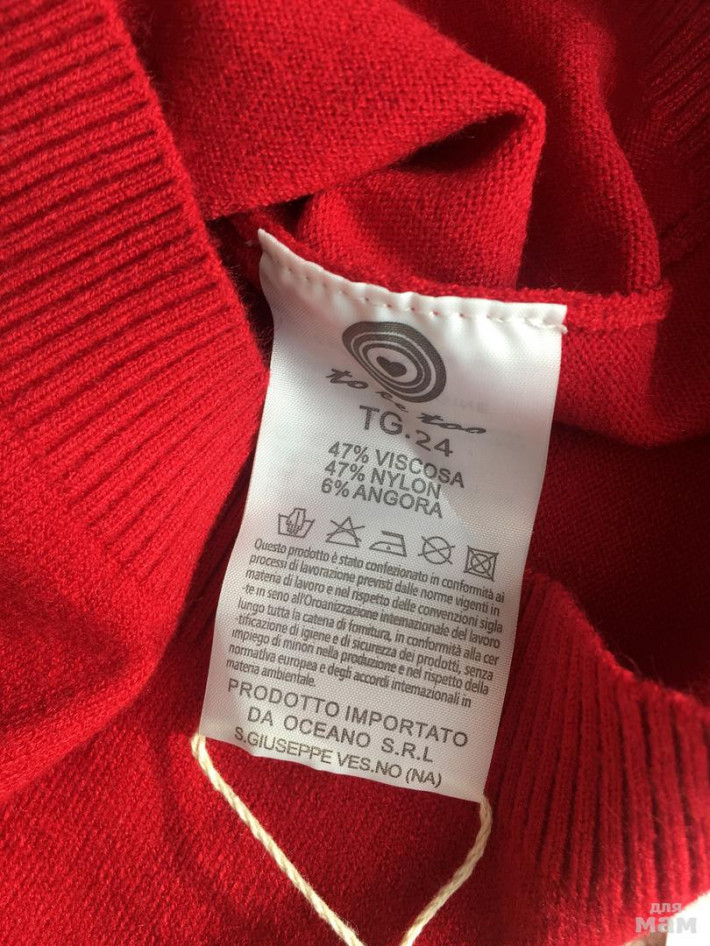 to be too
TG.24
47% VISCOSA
47% NYLON
6% ANGORA
Questo prodotto è stato confezionato in conformità ai
processi di lavorazione previsti dalle norme vigenti in
materia di lavoro e nel rispetto delle convenzioni sigla
-te in seno all'Oroanizzazione internazionale del lavoro
lungo tutta la catena di fornitura, in conformità alla cer
-tificazione di igiene e di sicurezza dei prodotti, senza
impiego di minori nella produzione e nel rispetto della
normativa europea e degli accordi internazionali in
materia ambientale.
PRODOTTO IMPORTATO
DA OCEANO S.R.L
S.GIUSEPPE VES.NO (NA)
для
мам